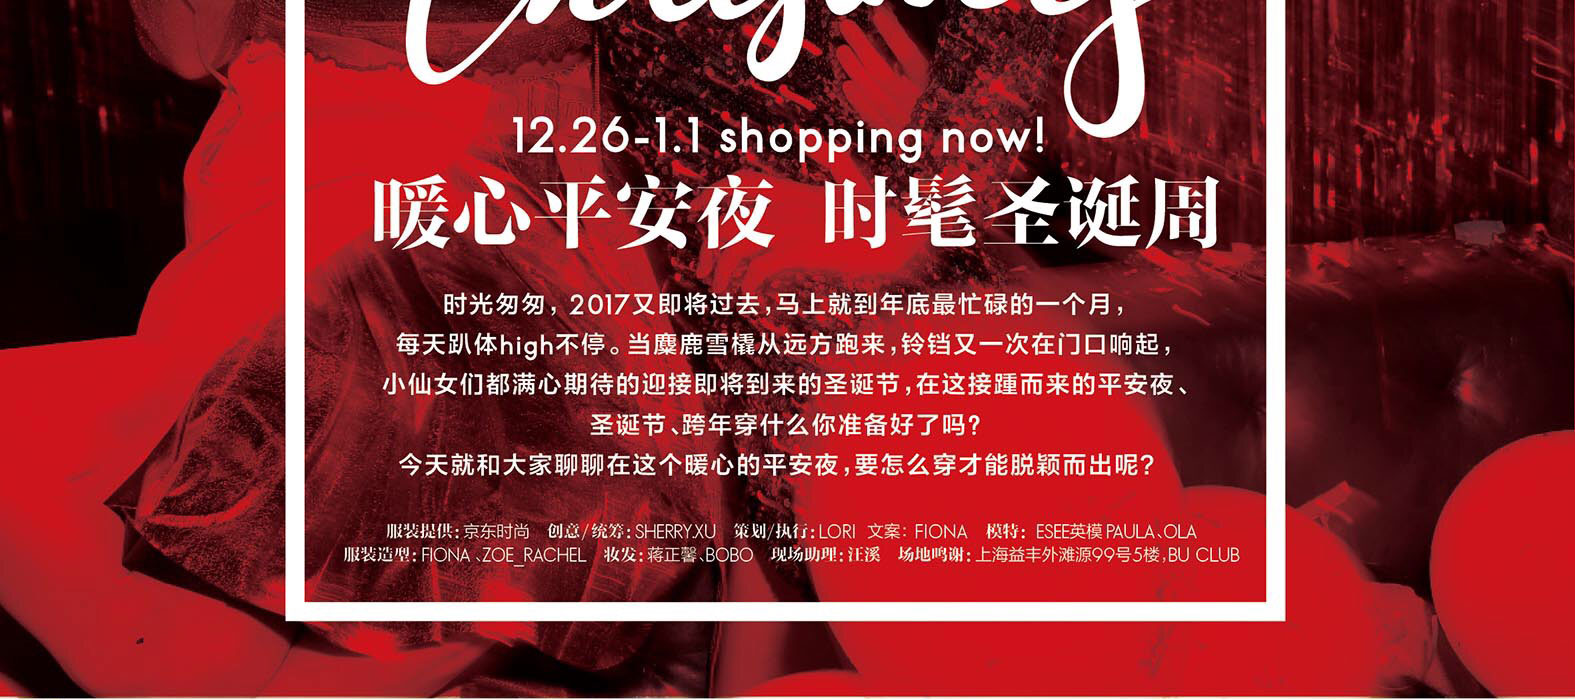 12.26-1.1 shopping now!
暖心平安夜 时髦圣诞周
时光匆匆，2017又即将过去，马上就到年底最忙碌的一个月，
每天趴体high不停。当麋鹿雪橇从远方跑来，铃铛又一次在门口响起，
小仙女们都满心期待的迎接即将到来的圣诞节，在这接踵而来的平安夜、
圣诞节、跨年穿什么你准备好了吗？
今天就和大家聊聊在这个暖心的平安夜，要怎么穿才能脱颖而出呢？
服装提供：京东时尚 创意/统筹：SHERRY.XU 策划/执行：LORI 文案：FIONA 模特：ESEE英模 PAULA、OLA
服装造型：FIONA、ZOE_RACHEL 妆发：蒋正馨、BOBO 现场助理：汪溪 场地鸣谢：上海益丰外滩源99号5楼，BU CLUB